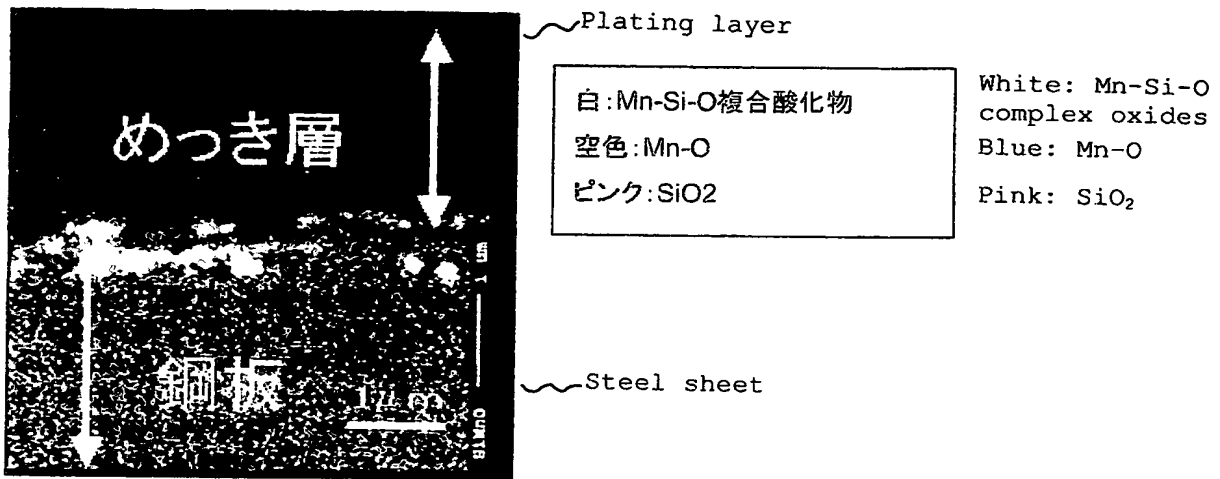 Plating layer
めっき層
白:Mn-Si-O複合酸化物
空色:Mn-O
ピンク:SiO2
White: Mn-Si-O
complex oxides
Blue: Mn-O
Pink: SiO₂
鋼板
1μm
Steel sheet